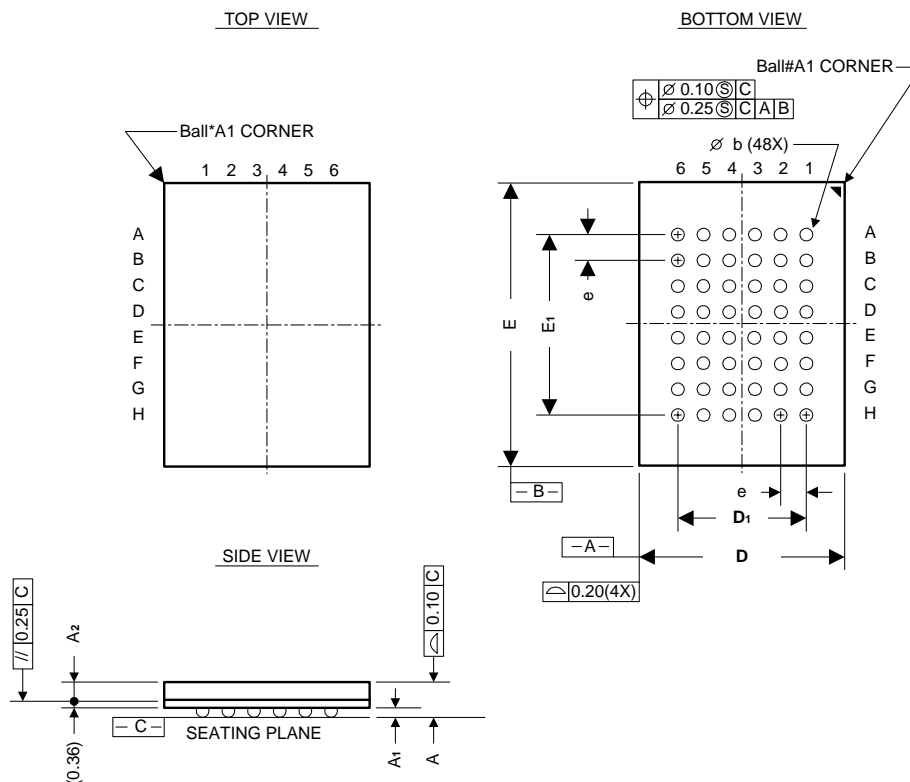 TOP VIEW
BOTTOM VIEW
Ball#A1 CORNER
⌖ ⌀ 0.10 Ⓢ C
⌀ 0.25 Ⓢ C A B
Ball*A1 CORNER
⌀ b (48X)
1 2 3 4 5 6
6 5 4 3 2 1
A
B
C
D
E
F
G
H
A
B
C
D
E
F
G
H
e
E
E1
e
D1
D
- B -
- A -
⌓ 0.20(4X)
SIDE VIEW
// 0.25 C
A2
⌓ 0.10 C
- C -
SEATING PLANE
(0.36)
A1
A